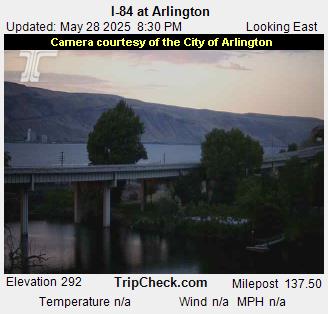 I-84 at Arlington
Updated: May 28 2025 8:30 PM Looking East
Camera courtesy of the City of Arlington
Elevation 292 TripCheck.com Milepost 137.50
Temperature n/a Wind n/a MPH n/a